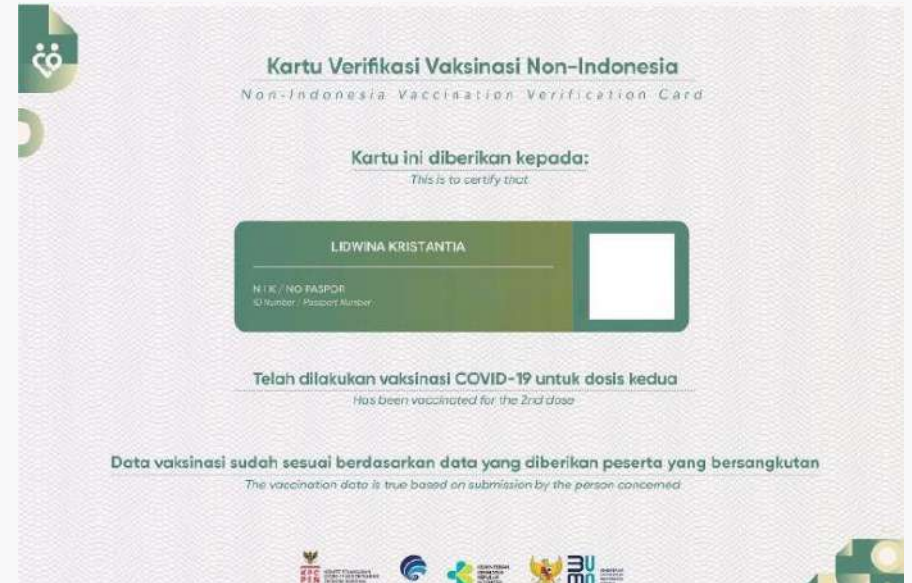 Kartu Verifikasi Vaksinasi Non-Indonesia
Non-Indonesia Vaccination Verification Card
Kartu ini diberikan kepada:
This is to certify that
LIDWINA KRISTANTIA
N I K / NO PASPOR
ID Number / Passport Number
Telah dilakukan vaksinasi COVID-19 untuk dosis kedua
Has been vaccinated for the 2nd dose
Data vaksinasi sudah sesuai berdasarkan data yang diberikan peserta yang bersangkutan
The vaccination data is true based on submission by the person concerned
KPC
PEN